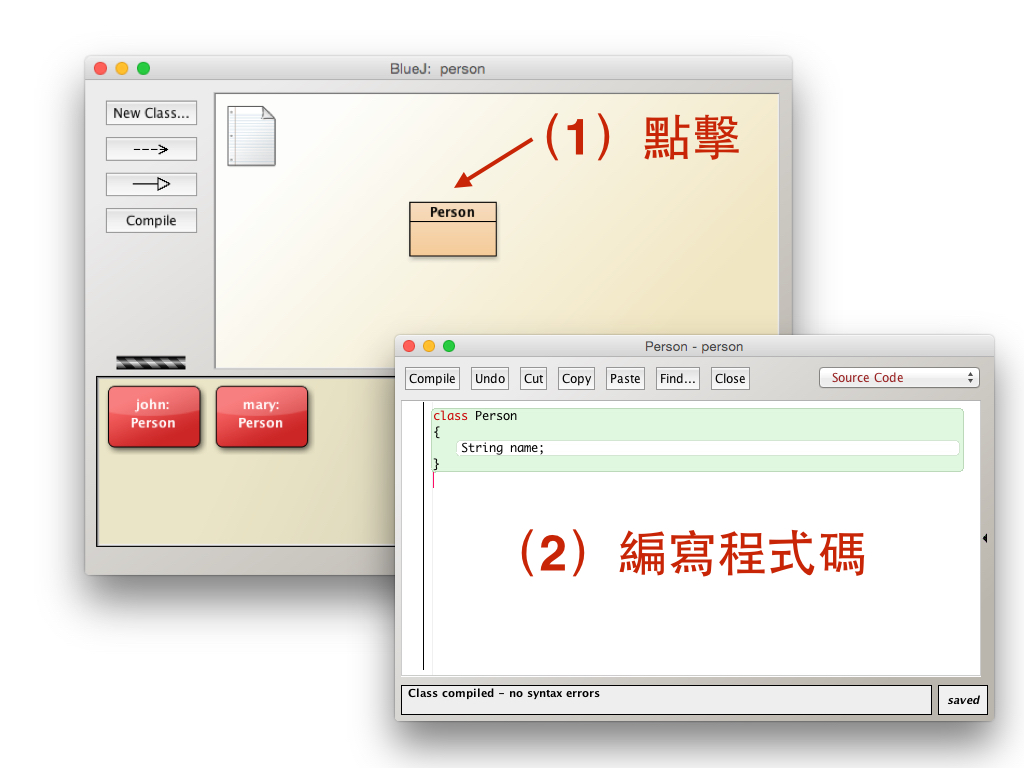 BlueJ:  person
New Class...
Compile
（1）點擊
Person
john:
Person
mary:
Person
Person - person
Compile
Undo
Cut
Copy
Paste
Find...
Close
Source Code
class Person
{
String name;
}
（2）編寫程式碼
Class compiled – no syntax errors
saved